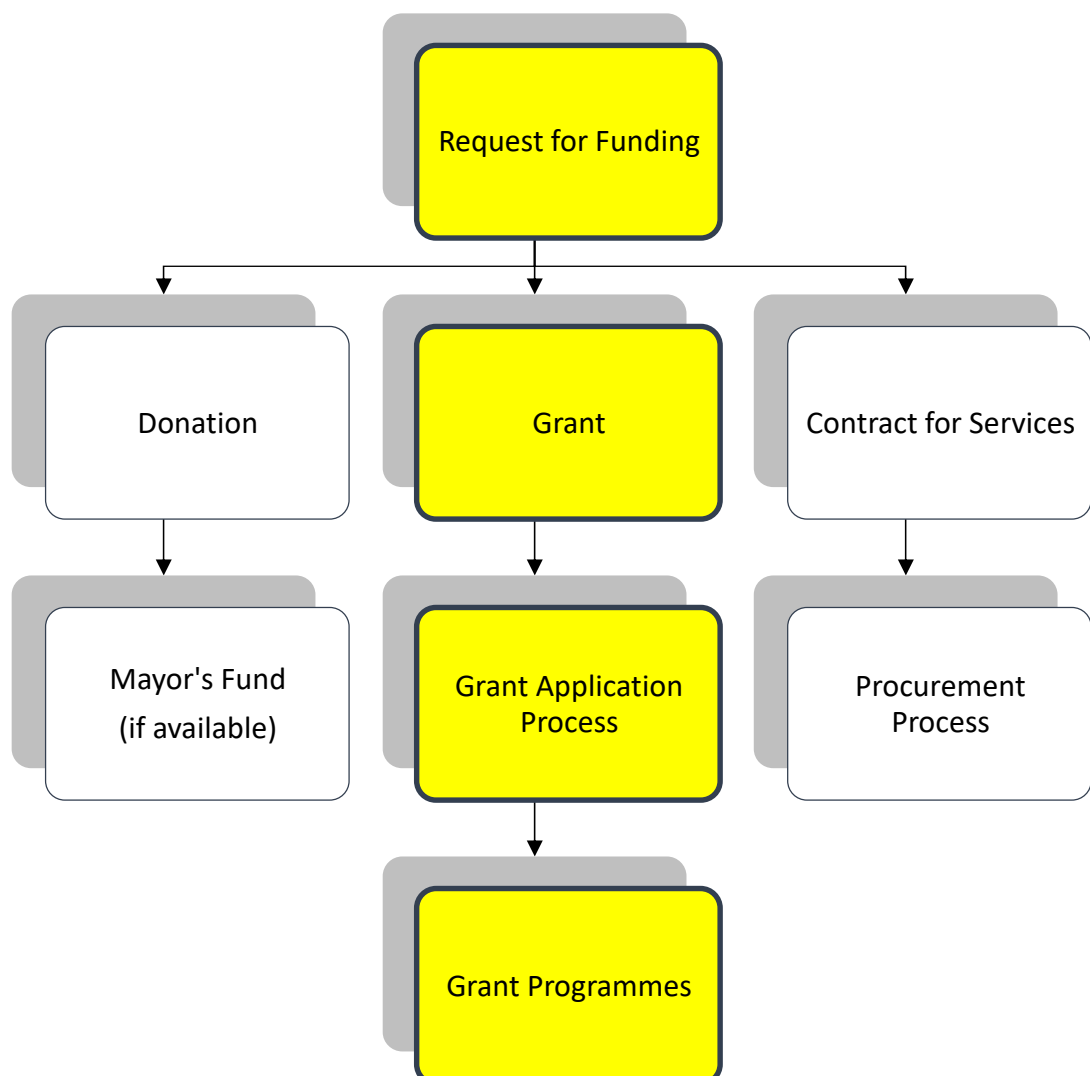 Request for Funding
Donation
Grant
Contract for Services
Mayor's Fund
(if available)
Grant Application
Process
Procurement
Process
Grant Programmes